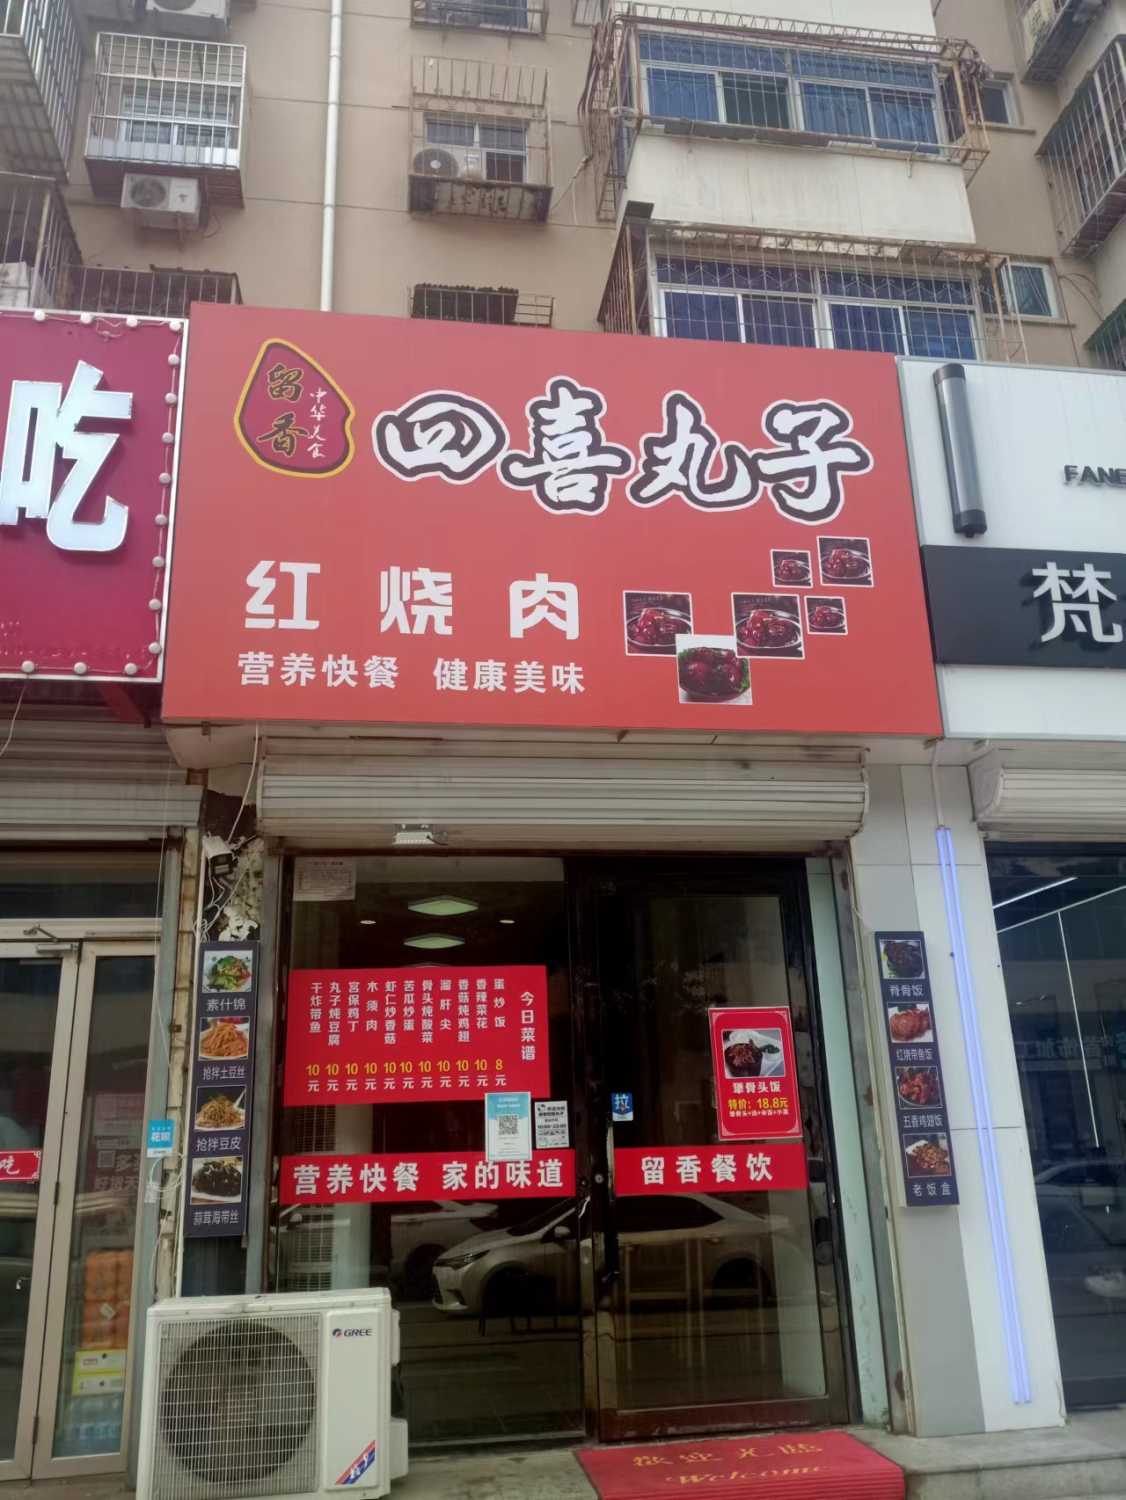 吃
留香
中华美食
四喜丸子
红烧肉
营养快餐 健康美味
FANE
梵
今日菜谱
蛋炒饭 8元
香辣菜花 10元
香菇炖鸡翅 10元
溜肝尖 10元
骨头炖酸菜 10元
苦瓜炒蛋 10元
虾仁炒香菇 10元
木须肉 10元
宫保鸡丁 10元
丸子炖豆腐 10元
干炸带鱼 10元
素什锦
抢拌土豆丝
抢拌豆皮
蒜茸海带丝
脊骨饭
红烧带鱼饭
五香鸡翅饭
老饭盒
特价：18.8元
拉
花呗
营养快餐 家的味道
留香餐饮
GREE
欢迎光临
Welcome